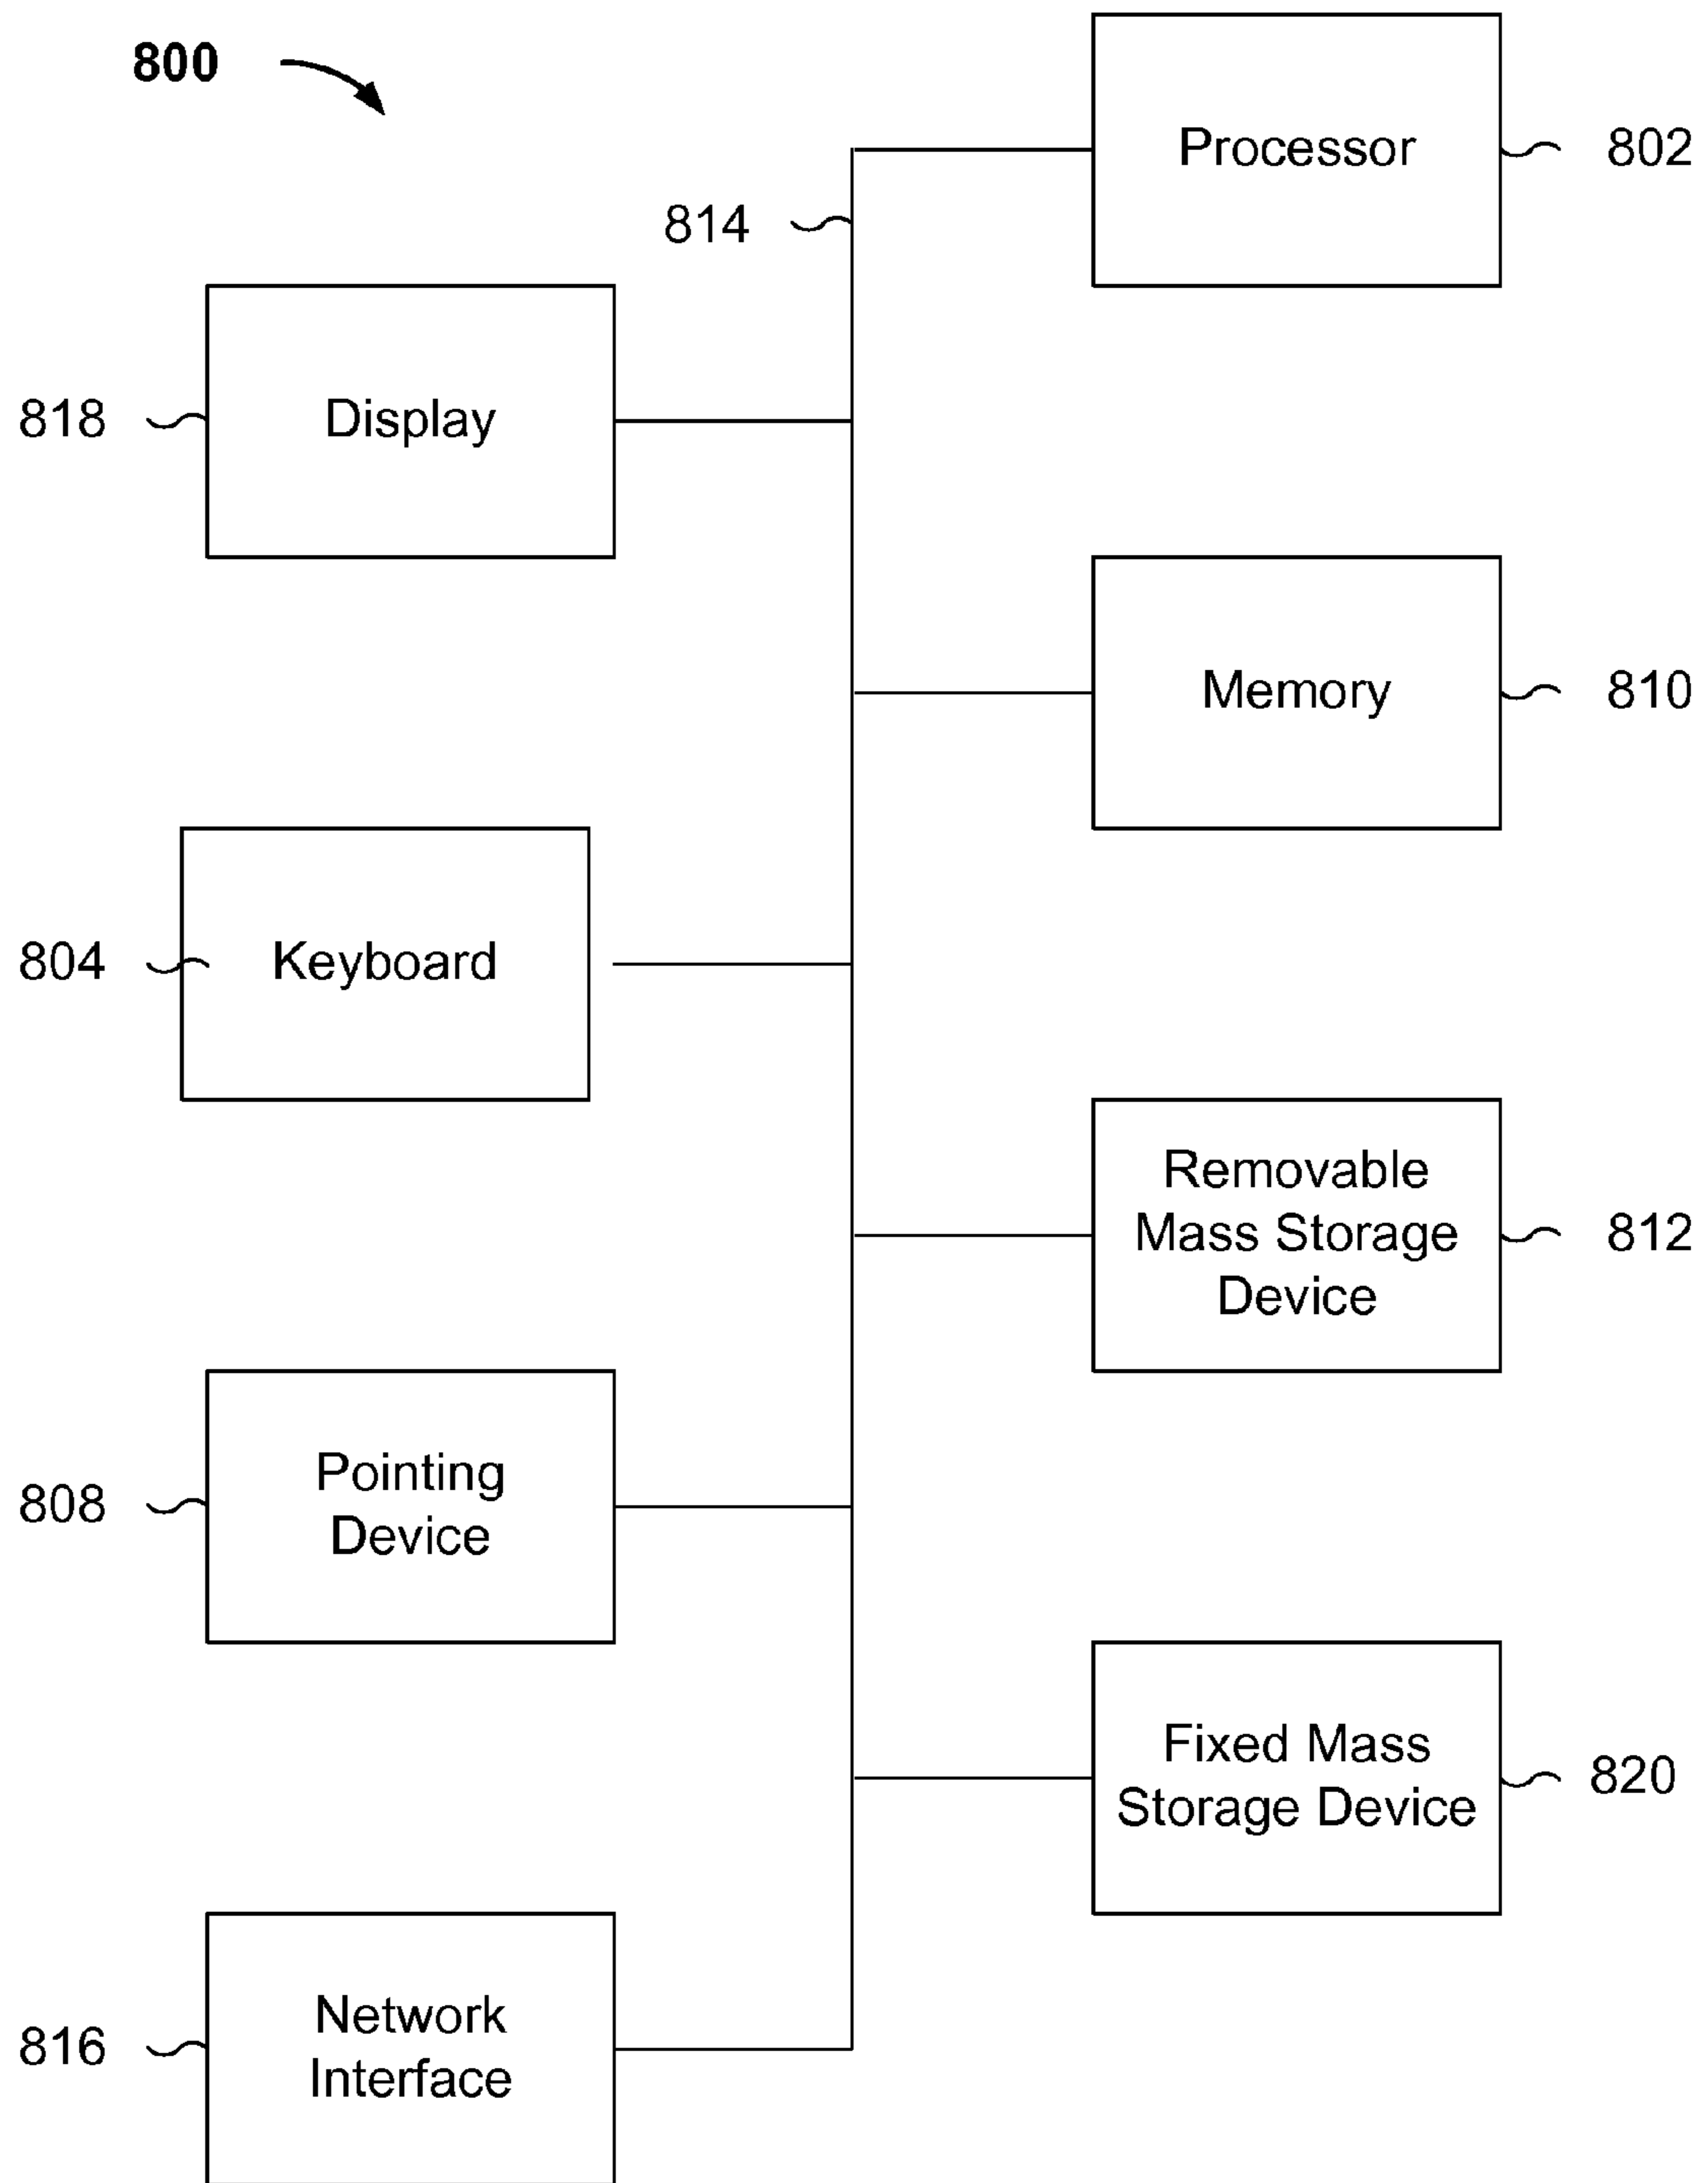 800
Processor
802
814
818
Display
Memory
810
804
Keyboard
Removable
Mass Storage
Device
812
808
Pointing
Device
Fixed Mass
Storage Device
820
816
Network
Interface